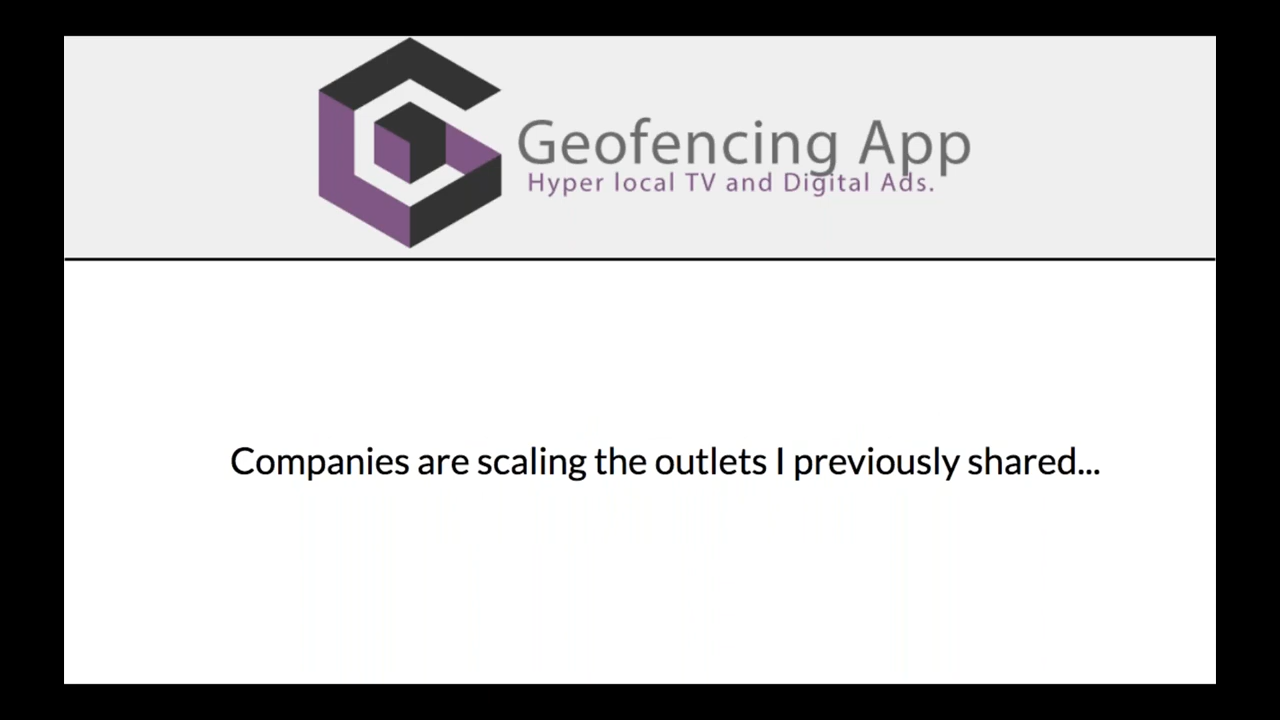 Geofencing App
Hyper local TV and Digital Ads.
Companies are scaling the outlets I previously shared...